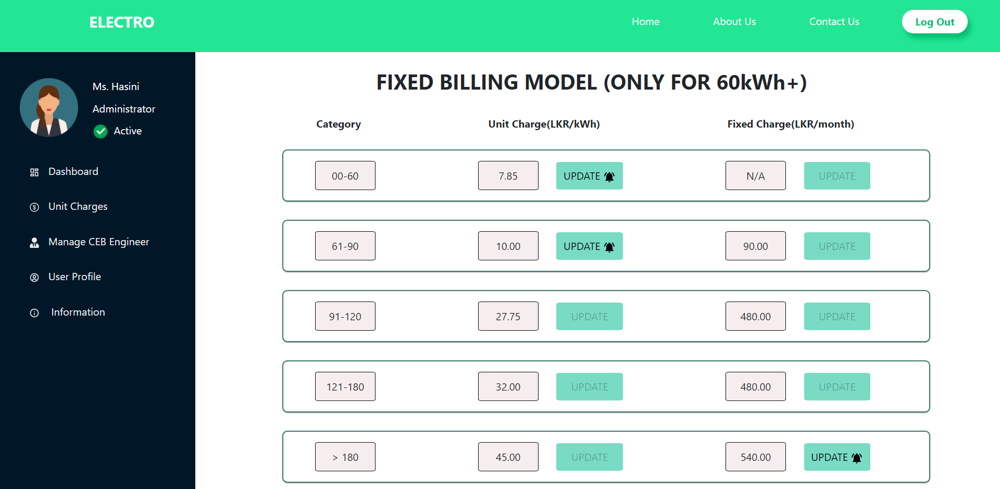 ELECTRO
Home
About Us
Contact Us
Log Out
Ms. Hasini
Administrator
Active
Dashboard
Unit Charges
Manage CEB Engineer
User Profile
Information
FIXED BILLING MODEL (ONLY FOR 60kWh+)
Category Unit Charge(LKR/kWh) Fixed Charge(LKR/month)
00-60 7.85 UPDATE N/A UPDATE
61-90 10.00 UPDATE 90.00 UPDATE
91-120 27.75 UPDATE 480.00 UPDATE
121-180 32.00 UPDATE 480.00 UPDATE
> 180 45.00 UPDATE 540.00 UPDATE